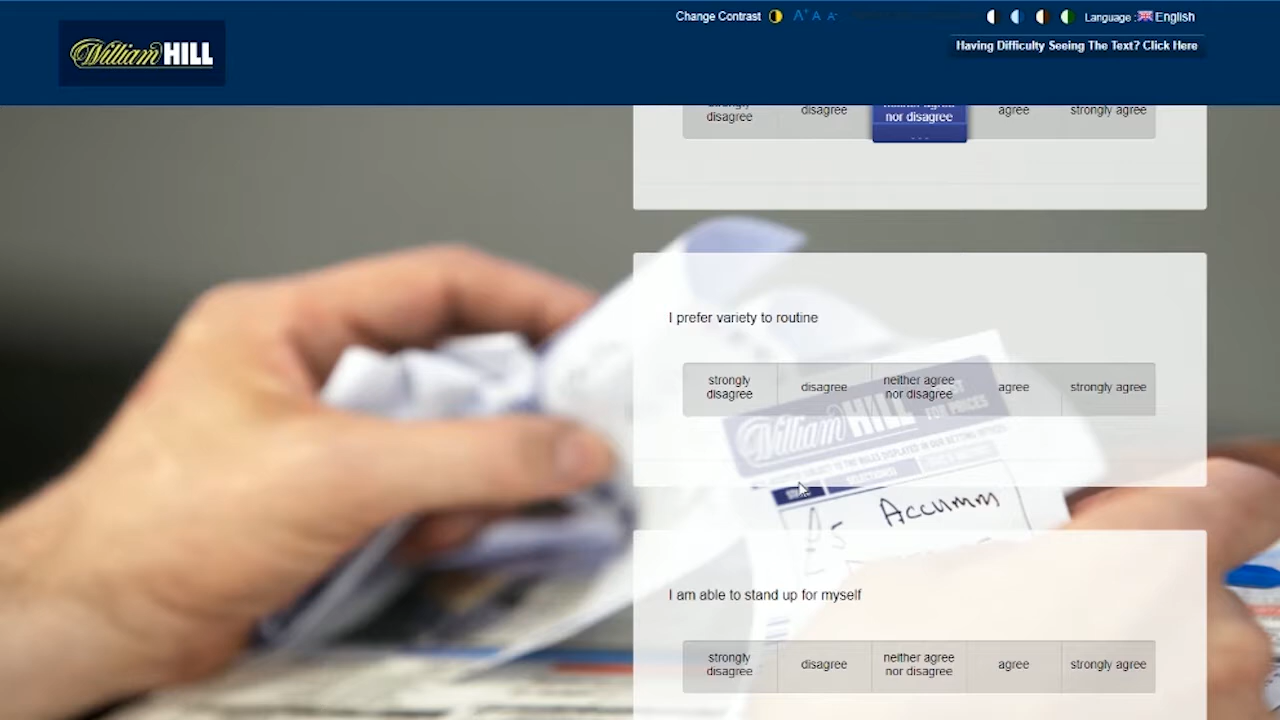 Change Contrast A+ A A- Language : English
William HILL
Having Difficulty Seeing The Text? Click Here
disagree
disagree
neither agree
nor disagree
agree
strongly agree
I prefer variety to routine
strongly
disagree
disagree
neither agree
nor disagree
agree
strongly agree
William HILL
FOR PRICES
Accumm
I am able to stand up for myself
strongly
disagree
disagree
neither agree
nor disagree
agree
strongly agree